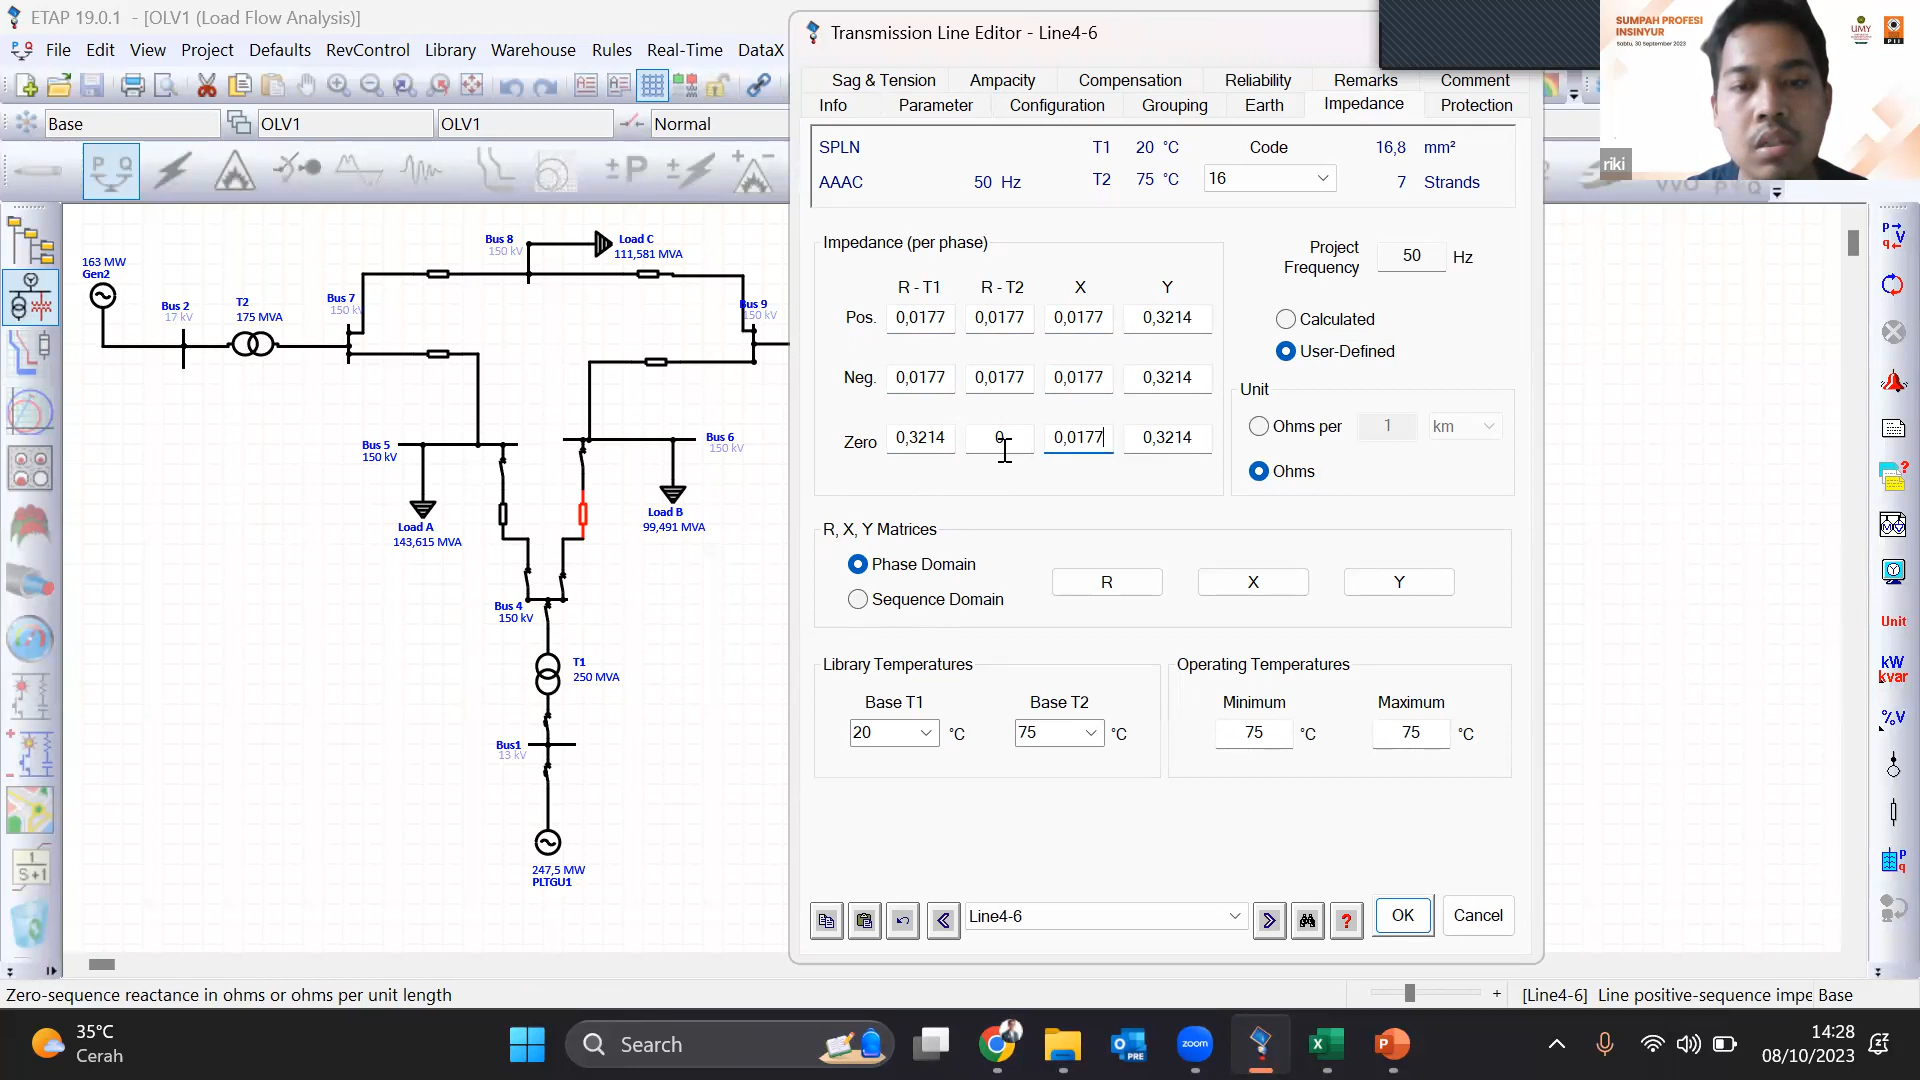 ETAP 19.0.1 - [OLV1 (Load Flow Analysis)]
File Edit View Project Defaults RevControl Library Warehouse Rules Real-Time DataX
Base OLV1 OLV1 Normal
Transmission Line Editor - Line4-6
Sag & Tension Ampacity Compensation Reliability Remarks Comment
Info Parameter Configuration Grouping Earth Impedance Protection
SPLN T1 20 °C Code 16,8 mm²
AAAC 50 Hz T2 75 °C 16 7 Strands
Impedance (per phase)
R - T1 R - T2 X Y
Pos. 0,0177 0,0177 0,0177 0,3214
Neg. 0,0177 0,0177 0,0177 0,3214
Zero 0,3214 0 0,0177 0,3214
Project
Frequency 50 Hz
Calculated
User-Defined
Unit
Ohms per 1 km
Ohms
R, X, Y Matrices
Phase Domain
Sequence Domain
R X Y
Library Temperatures
Base T1 Base T2
20 °C 75 °C
Operating Temperatures
Minimum Maximum
75 °C 75 °C
Line4-6
OK Cancel
163 MW
Gen2
Bus 2
17 kV
T2
175 MVA
Bus 7
150 kV
Bus 8
150 kV
Load C
111,581 MVA
Bus 9
150 kV
Bus 5
150 kV
Load A
143,615 MVA
Bus 6
150 kV
Load B
99,491 MVA
Bus 4
150 kV
T1
250 MVA
Bus1
13 kV
247,5 MW
PLTGU1
SUMPAH PROFESI
INSINYUR
Sabtu, 30 September 2023
UMY
PII
riki
Unit
kW
kvar
%V
Zero-sequence reactance in ohms or ohms per unit length
[Line4-6] Line positive-sequence impe Base
35°C
Cerah
Search
zoom
14:28
08/10/2023